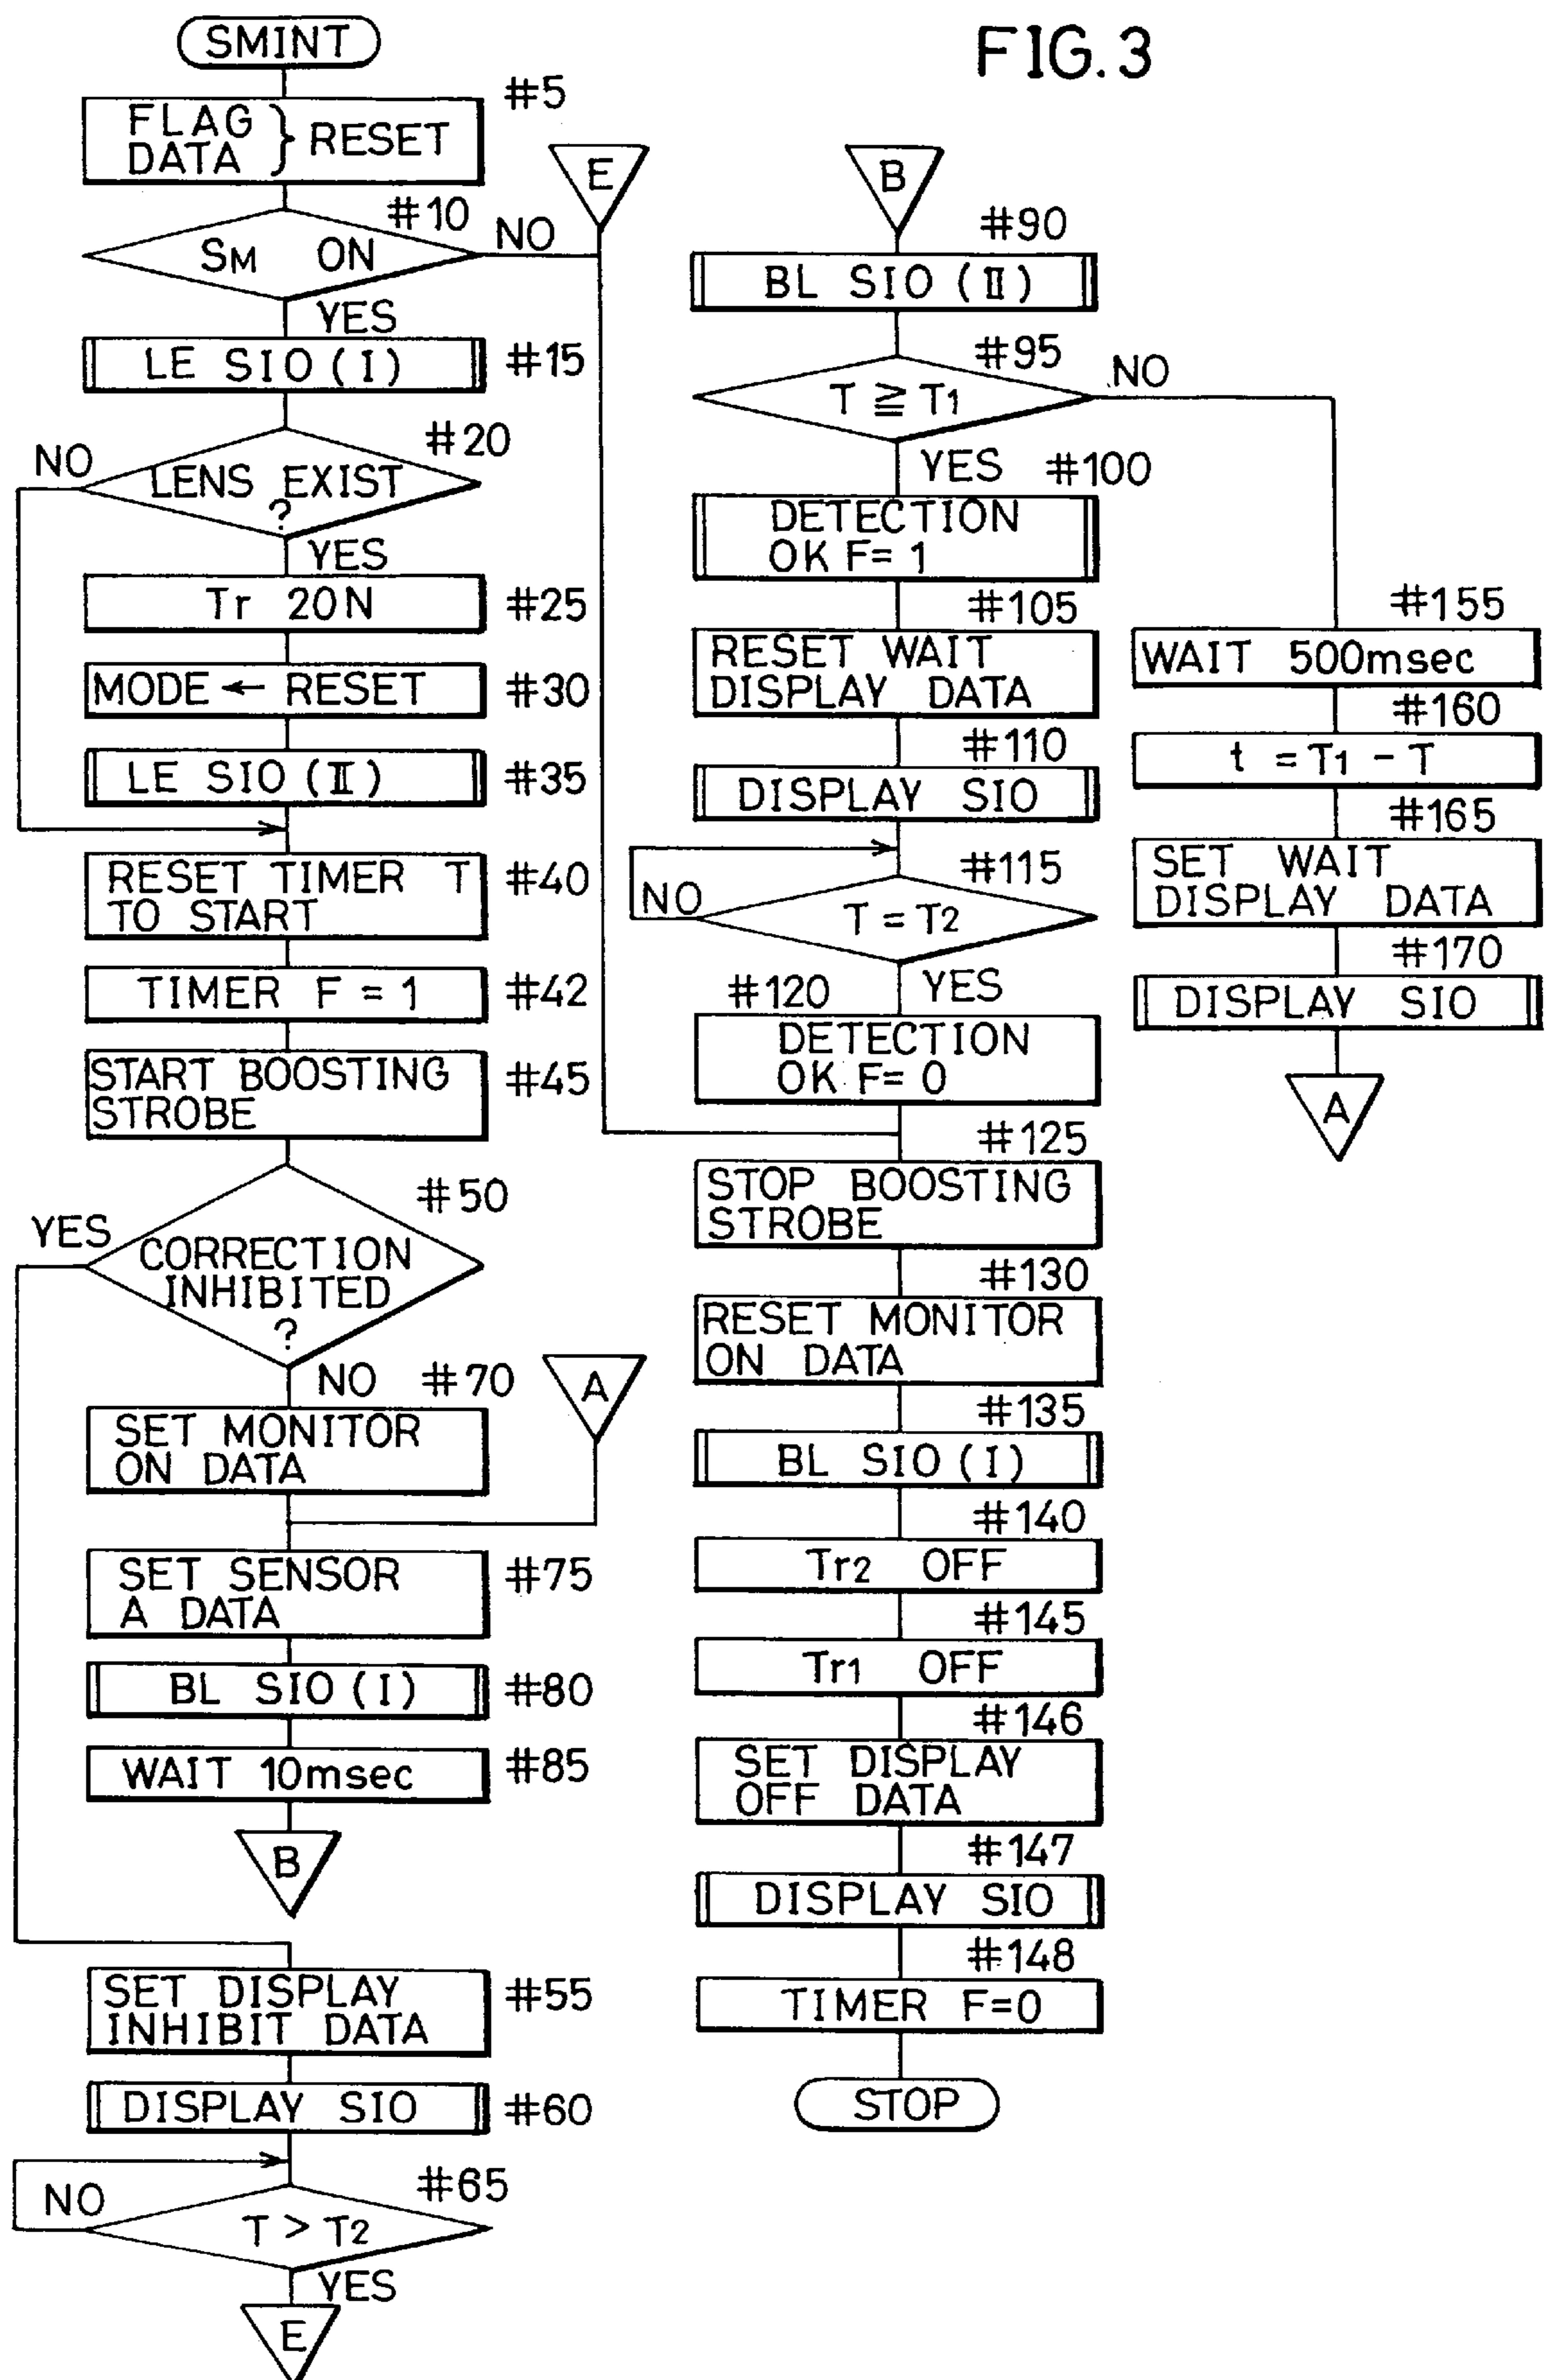 FIG. 3
SMINT
#5
FLAG
DATA } RESET
#10
SM ON
NO
YES
LE SIO (I)
#15
#20
NO
LENS EXIST
?
YES
Tr 20N
#25
MODE ← RESET
#30
LE SIO (II)
#35
RESET TIMER T
TO START
#40
TIMER F = 1
#42
START BOOSTING
STROBE
#45
#50
YES
CORRECTION
INHIBITED
?
NO
#70
SET MONITOR
ON DATA
A
SET SENSOR
A DATA
#75
BL SIO (I)
#80
WAIT 10msec
#85
B
SET DISPLAY
INHIBIT DATA
#55
DISPLAY SIO
#60
#65
NO
T > T2
YES
E
E
B
#90
BL SIO (II)
#95
T ≧ T1
NO
YES
#100
DETECTION
OK F= 1
#105
RESET WAIT
DISPLAY DATA
#110
DISPLAY SIO
#115
NO
T = T2
YES
#120
DETECTION
OK F= 0
#125
STOP BOOSTING
STROBE
#130
RESET MONITOR
ON DATA
#135
BL SIO (I)
#140
Tr2 OFF
#145
Tr1 OFF
#146
SET DISPLAY
OFF DATA
#147
DISPLAY SIO
#148
TIMER F=0
STOP
#155
WAIT 500msec
#160
t = T1 - T
#165
SET WAIT
DISPLAY DATA
#170
DISPLAY SIO
A